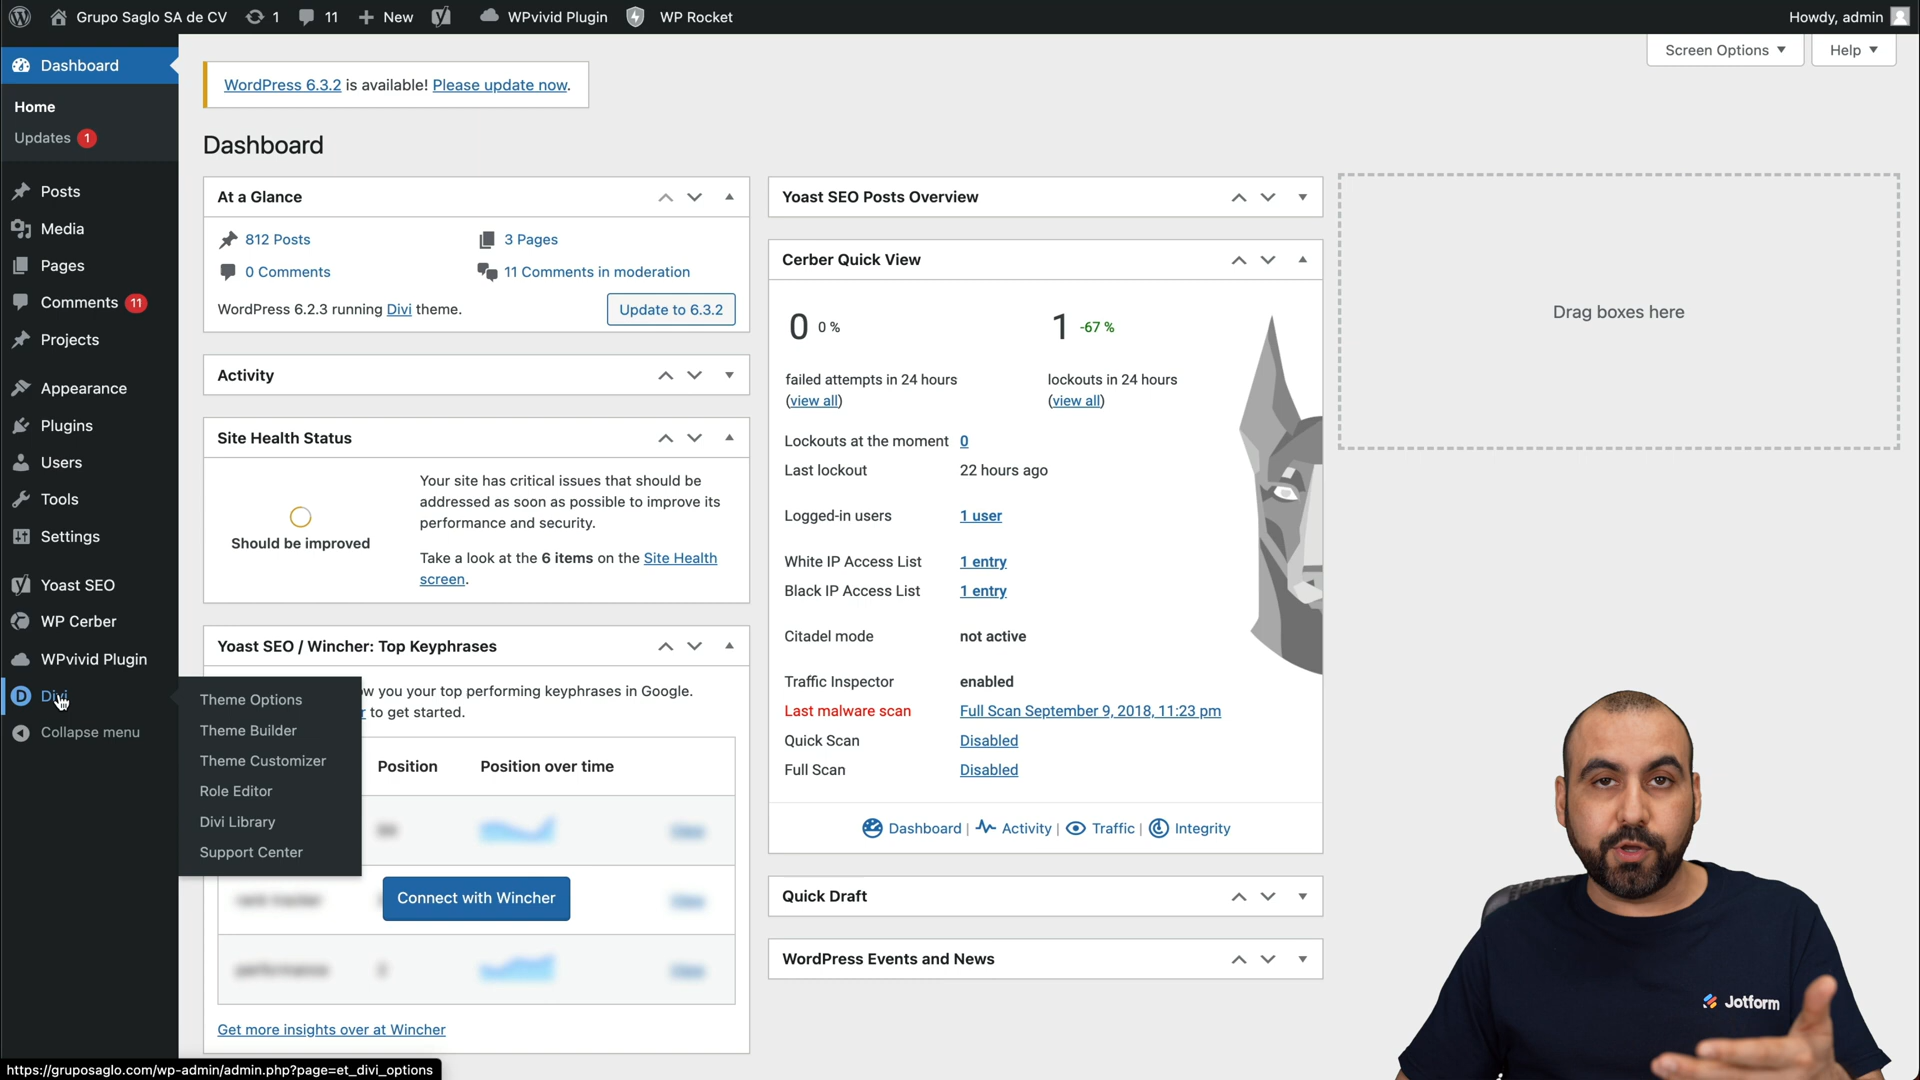 Grupo Saglo SA de CV 1 11 New WPvivid Plugin WP Rocket
Howdy, admin
Screen Options Help
Dashboard
Home
Updates 1
Posts
Media
Pages
Comments 11
Projects
Appearance
Plugins
Users
Tools
Settings
Yoast SEO
WP Cerber
WPvivid Plugin
Divi
Collapse menu
Theme Options
Theme Builder
Theme Customizer
Role Editor
Divi Library
Support Center
WordPress 6.3.2 is available! Please update now.
Dashboard
At a Glance
812 Posts
3 Pages
0 Comments
11 Comments in moderation
WordPress 6.2.3 running Divi theme.
Update to 6.3.2
Activity
Site Health Status
Should be improved
Your site has critical issues that should be
addressed as soon as possible to improve its
performance and security.
Take a look at the 6 items on the Site Health
screen.
Yoast SEO / Wincher: Top Keyphrases
you your top performing keyphrases in Google.
to get started.
Position
Position over time
Connect with Wincher
Get more insights over at Wincher
Yoast SEO Posts Overview
Cerber Quick View
0 0 %
failed attempts in 24 hours
(view all)
1 -67 %
lockouts in 24 hours
(view all)
Lockouts at the moment 0
Last lockout 22 hours ago
Logged-in users 1 user
White IP Access List 1 entry
Black IP Access List 1 entry
Citadel mode not active
Traffic Inspector enabled
Last malware scan Full Scan September 9, 2018, 11:23 pm
Quick Scan Disabled
Full Scan Disabled
Dashboard | Activity | Traffic | Integrity
Quick Draft
WordPress Events and News
Drag boxes here
Jotform
https://gruposaglo.com/wp-admin/admin.php?page=et_divi_options